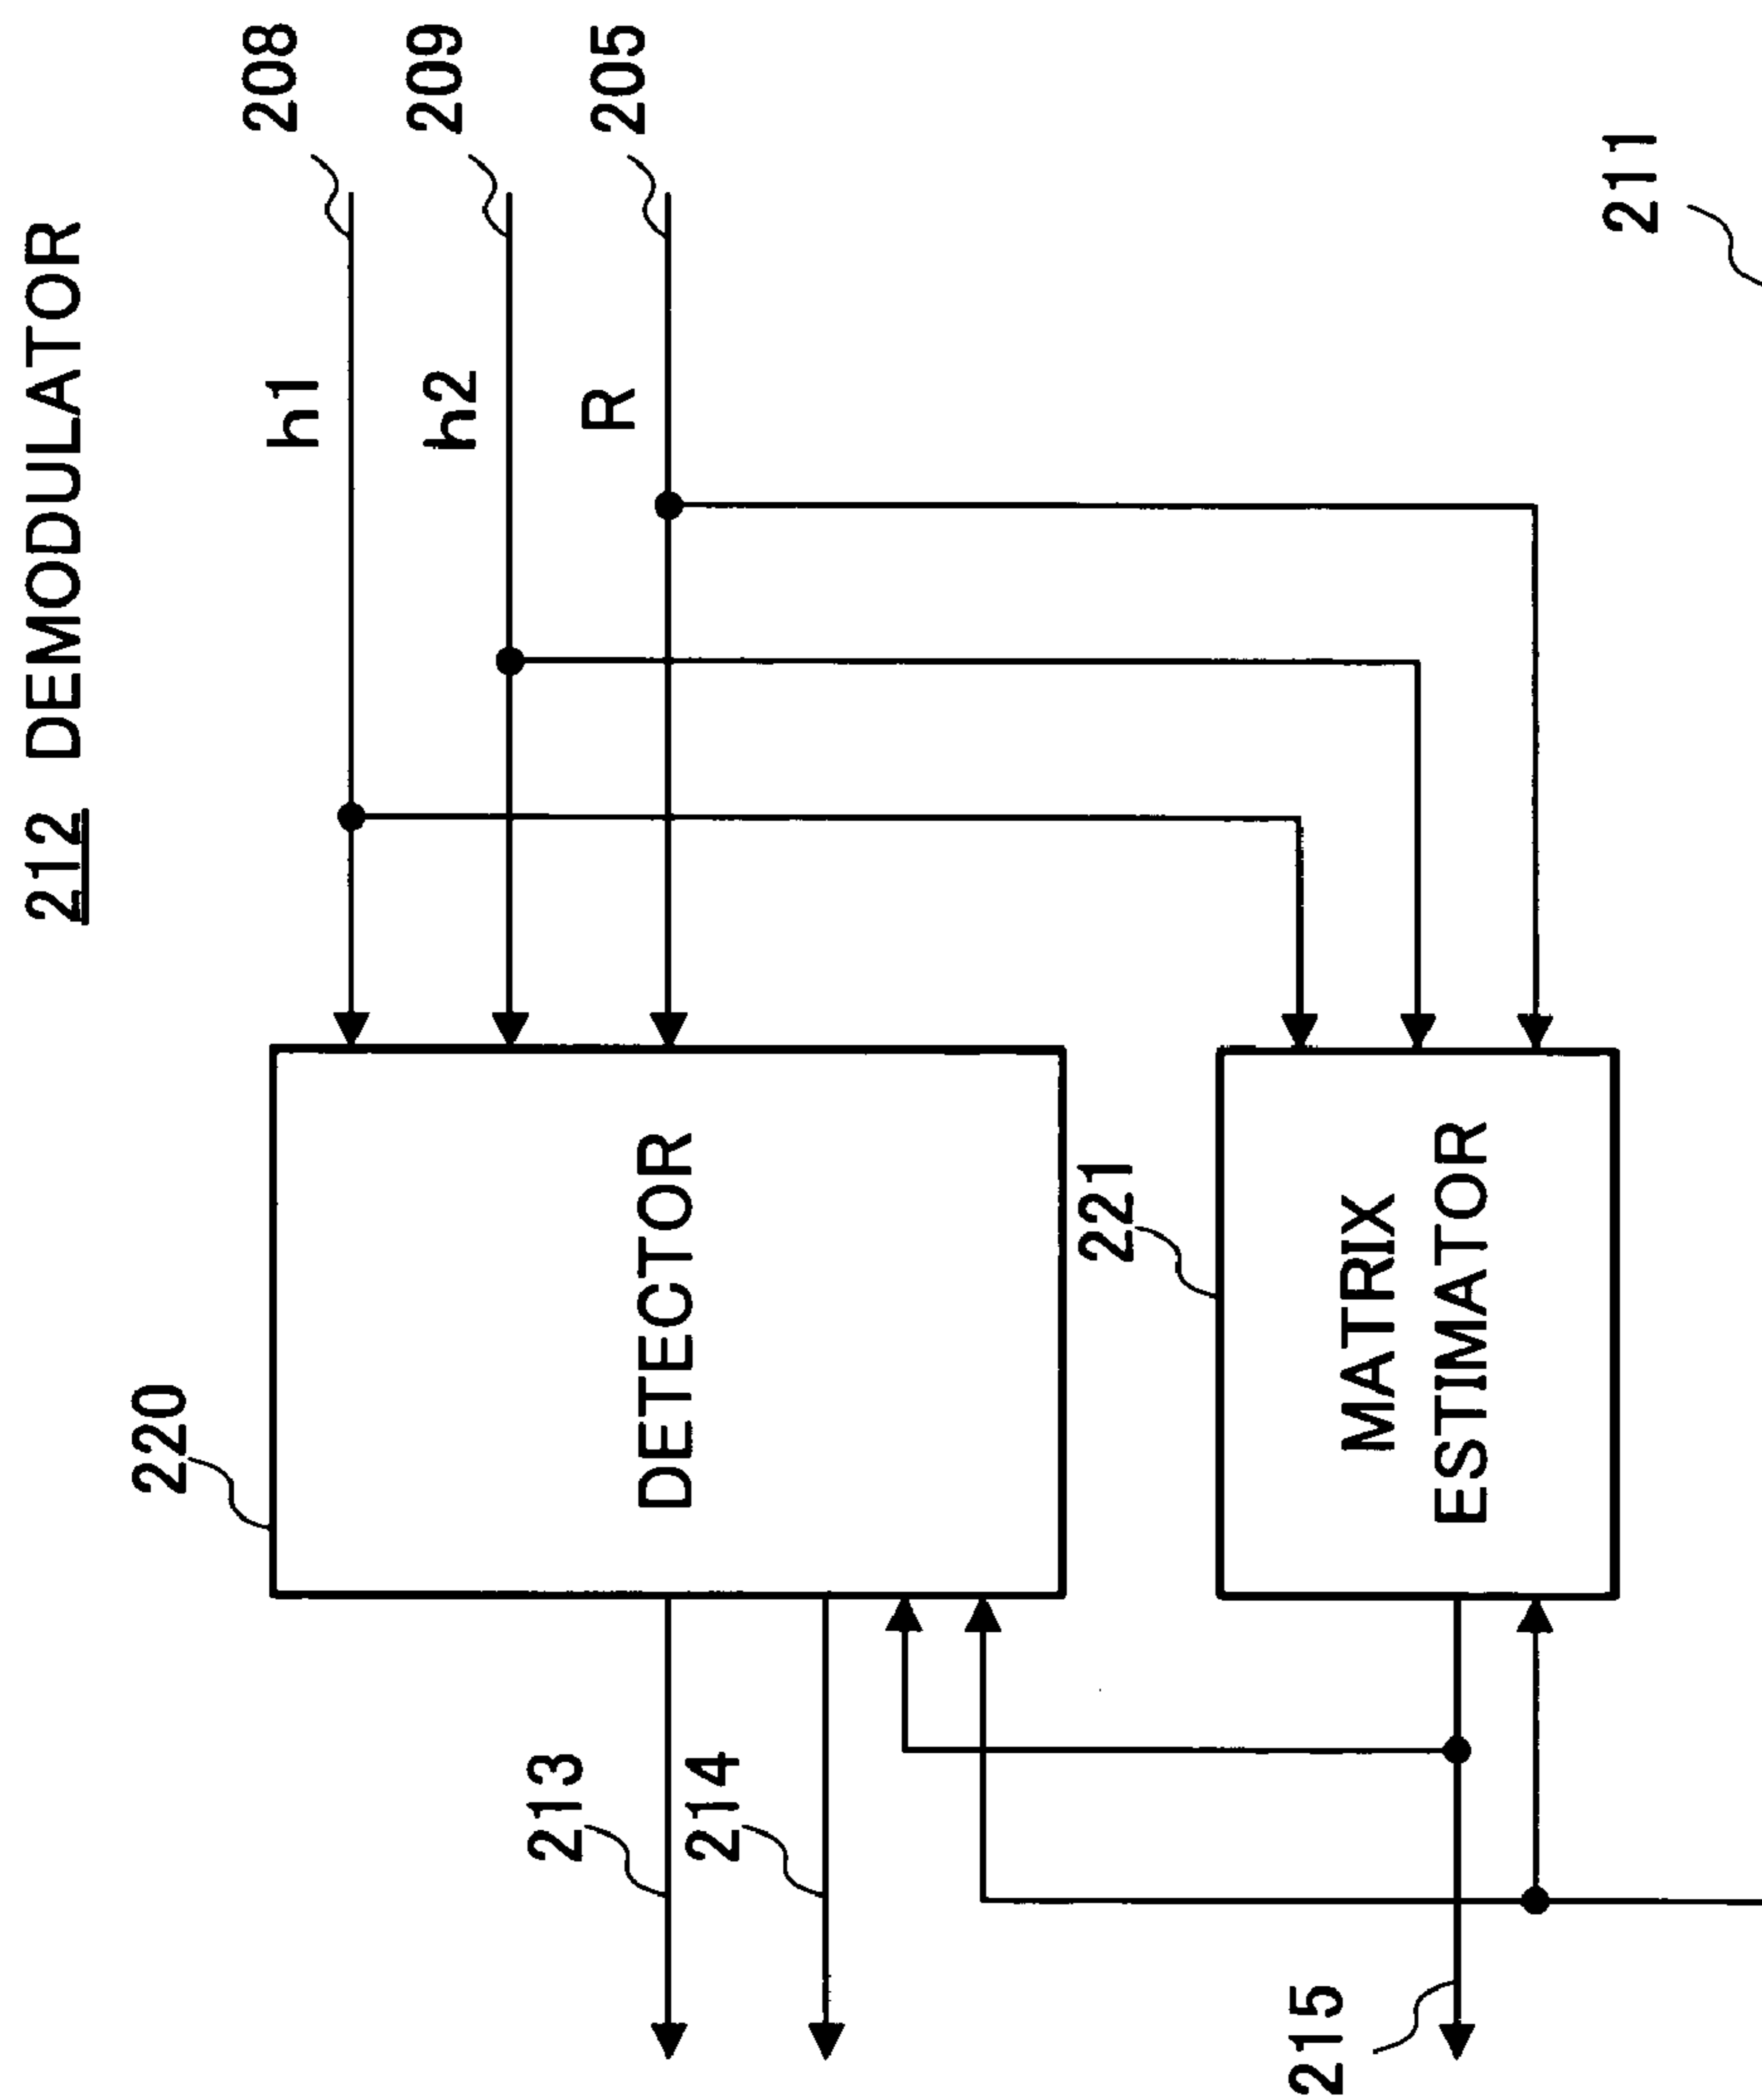 212 DEMODULATOR
208
h1
209
h2
205
R
220
DETECTOR
221
MATRIX
ESTIMATOR
213
214
215
211